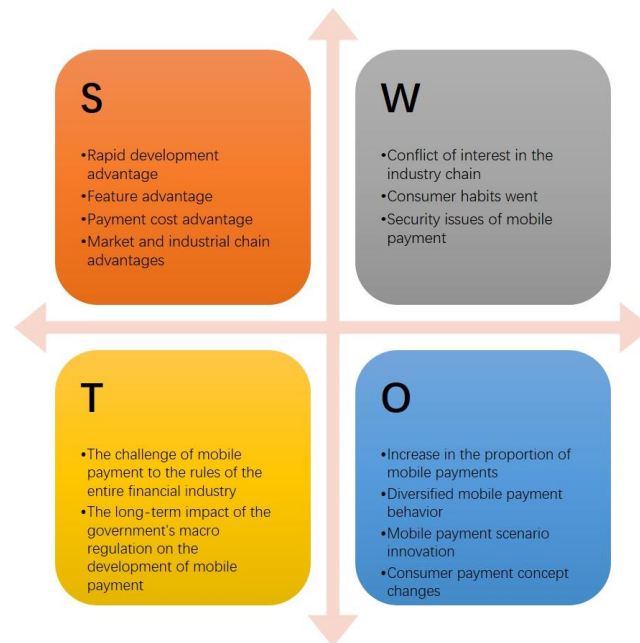 S
•Rapid development
advantage
•Feature advantage
•Payment cost advantage
•Market and industrial chain
advantages
W
•Conflict of interest in the
industry chain
•Consumer habits went
•Security issues of mobile
payment
T
•The challenge of mobile
payment to the rules of the
entire financial industry
•The long-term impact of the
government's macro
regulation on the
development of mobile
payment
O
•Increase in the proportion of
mobile payments
•Diversified mobile payment
behavior
•Mobile payment scenario
innovation
•Consumer payment concept
changes